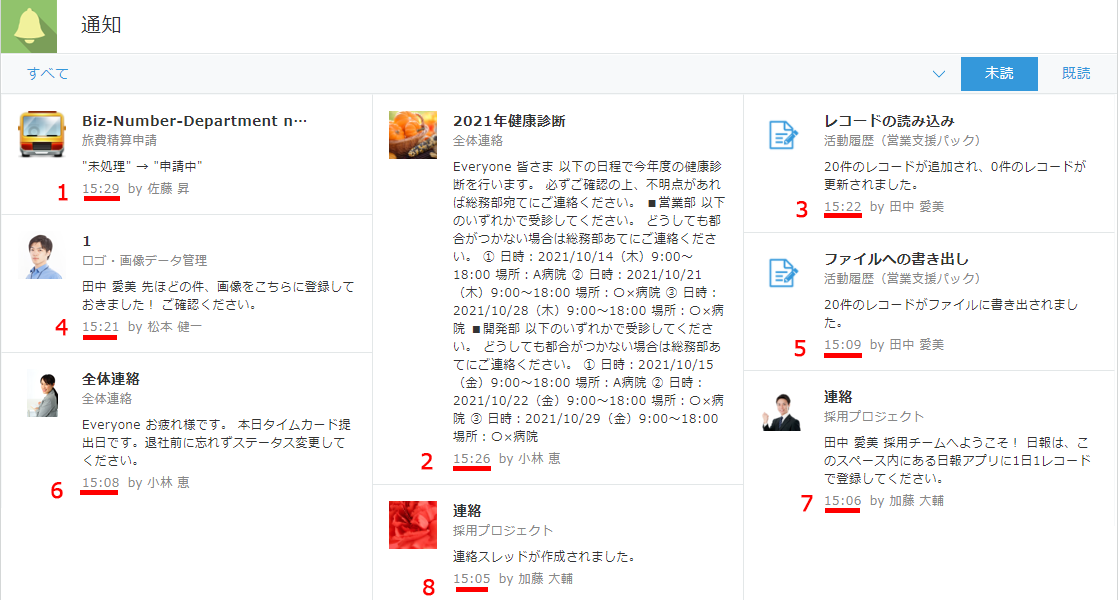 通知
すべて
未読
既読
Biz-Number-Department n…
旅費精算申請
"未処理" → "申請中"
1 15:29 by 佐藤 昇
1
ロゴ・画像データ管理
田中 愛美 先ほどの件、画像をこちらに登録して
おきました！ ご確認ください。
4 15:21 by 松本 健一
全体連絡
全体連絡
Everyone お疲れ様です。 本日タイムカード提
出日です。退社前に忘れずステータス変更して
ください。
6 15:08 by 小林 恵
2021年健康診断
全体連絡
Everyone 皆さま 以下の日程で今年度の健康診
断を行います。 必ずご確認の上、不明点があれ
ば総務部宛てにご連絡ください。 ■営業部 以下
のいずれかで受診してください。 どうしても都
合がつかない場合は総務部あてにご連絡くださ
い。 ① 日時：2021/10/14（木）9:00～
18:00 場所：A病院 ② 日時：2021/10/21
（木）9:00～18:00 場所：〇×病院 ③ 日時：
2021/10/28（木）9:00～18:00 場所：〇×病
院 ■開発部 以下のいずれかで受診してくださ
い。 どうしても都合がつかない場合は総務部あ
てにご連絡ください。 ① 日時：2021/10/15
（金）9:00～18:00 場所：A病院 ② 日時：
2021/10/22（金）9:00～18:00 場所：〇×病
院 ③ 日時：2021/10/29（金）9:00～18:00
場所：〇×病院
2 15:26 by 小林 恵
連絡
採用プロジェクト
連絡スレッドが作成されました。
8 15:05 by 加藤 大輔
レコードの読み込み
活動履歴（営業支援パック）
20件のレコードが追加され、0件のレコードが
更新されました。
3 15:22 by 田中 愛美
ファイルへの書き出し
活動履歴（営業支援パック）
20件のレコードがファイルに書き出されまし
た。
5 15:09 by 田中 愛美
連絡
採用プロジェクト
田中 愛美 採用チームへようこそ！ 日報は、こ
のスペース内にある日報アプリに1日1レコード
で登録してください。
7 15:06 by 加藤 大輔